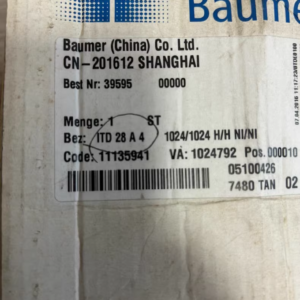 Baumer
Baumer (China) Co. Ltd.
CN-201612 SHANGHAI
Best Nr: 39595 00000
Menge: 1 ST
Bez: ITD 28 A 4 1024/1024 H/H NI/NI
Code: 11135941 VA: 1024792 Pos. 000010
05100426
7480 TAN 02